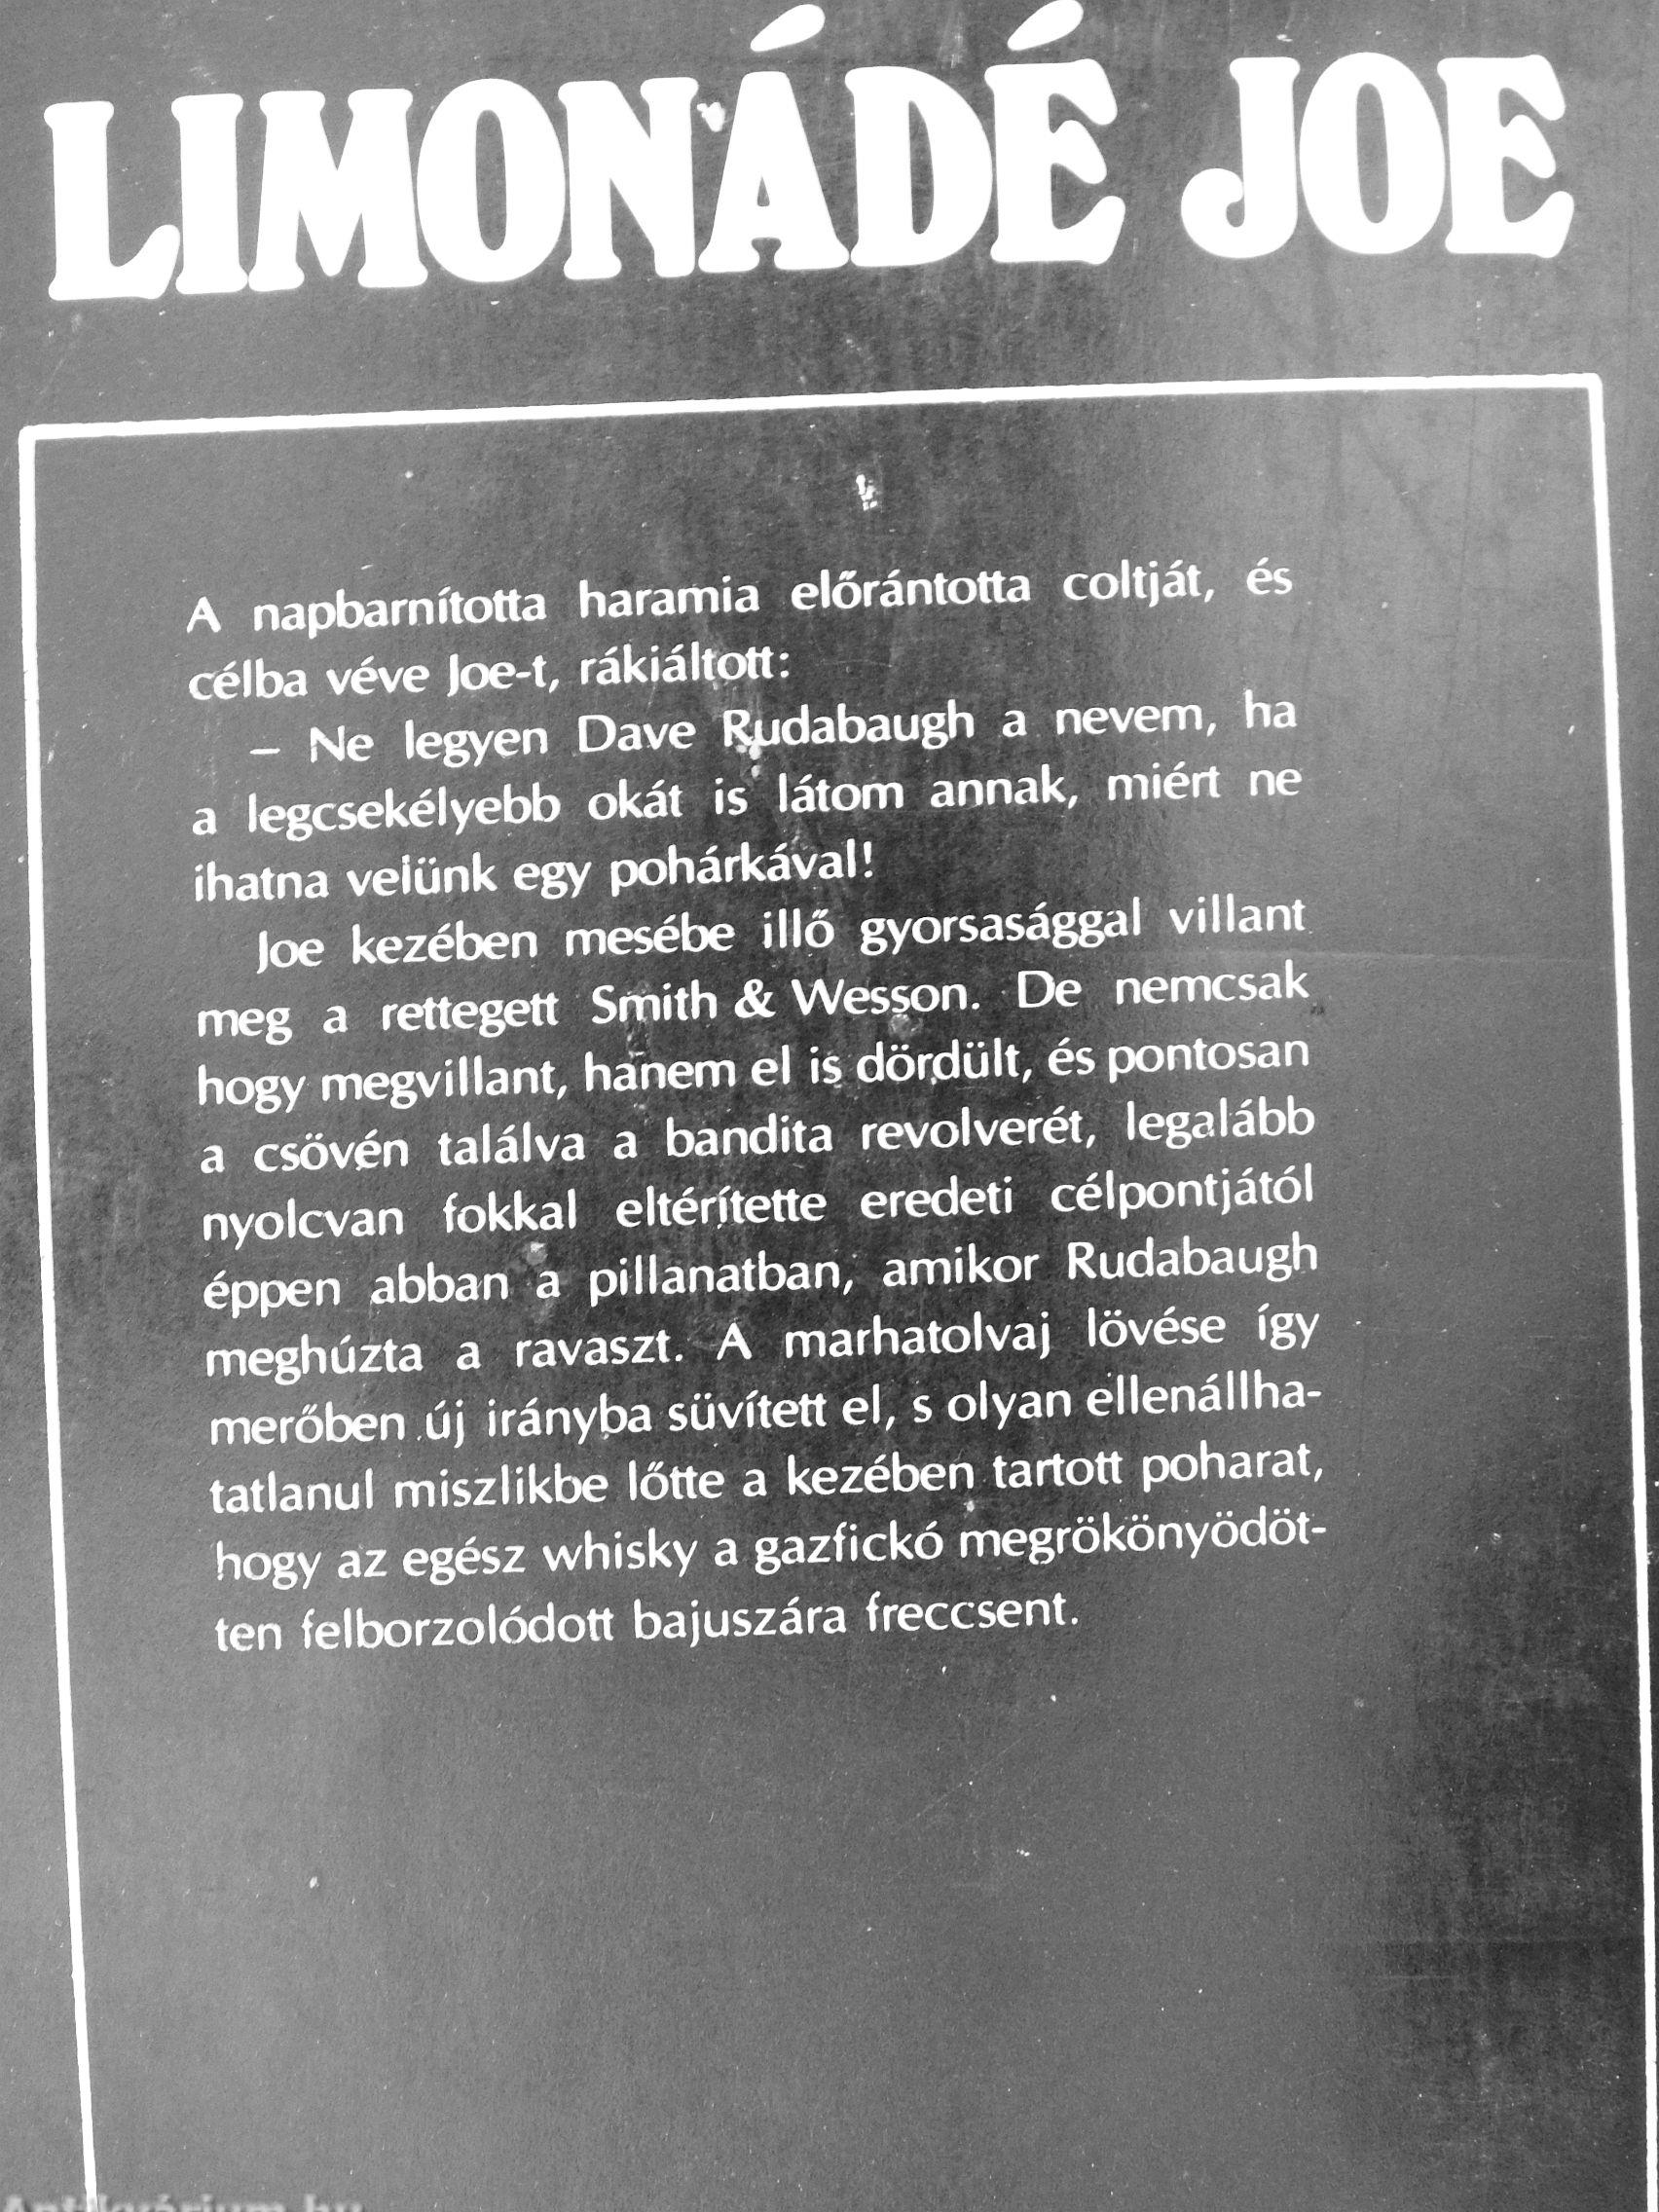 LIMONÁDÉ JOE
A napbarnította haramia előrántotta coltját, és
célba véve Joe-t, rákiáltott:
– Ne legyen Dave Rudabaugh a nevem, ha
a legcsekélyebb okát is látom annak, miért ne
ihatna velünk egy pohárkával!
Joe kezében mesébe illő gyorsasággal villant
meg a rettegett Smith & Wesson. De nemcsak
hogy megvillant, hanem el is dördült, és pontosan
a csövén találva a bandita revolverét, legalább
nyolcvan fokkal eltérítette eredeti célpontjától
éppen abban a pillanatban, amikor Rudabaugh
meghúzta a ravaszt. A marhatolvaj lövése így
merőben új irányba süvített el, s olyan ellenállha-
tatlanul miszlikbe lőtte a kezében tartott poharat,
hogy az egész whisky a gazfickó megrökönyödöt-
ten felborzolódott bajuszára freccsent.
Antikvárium.hu